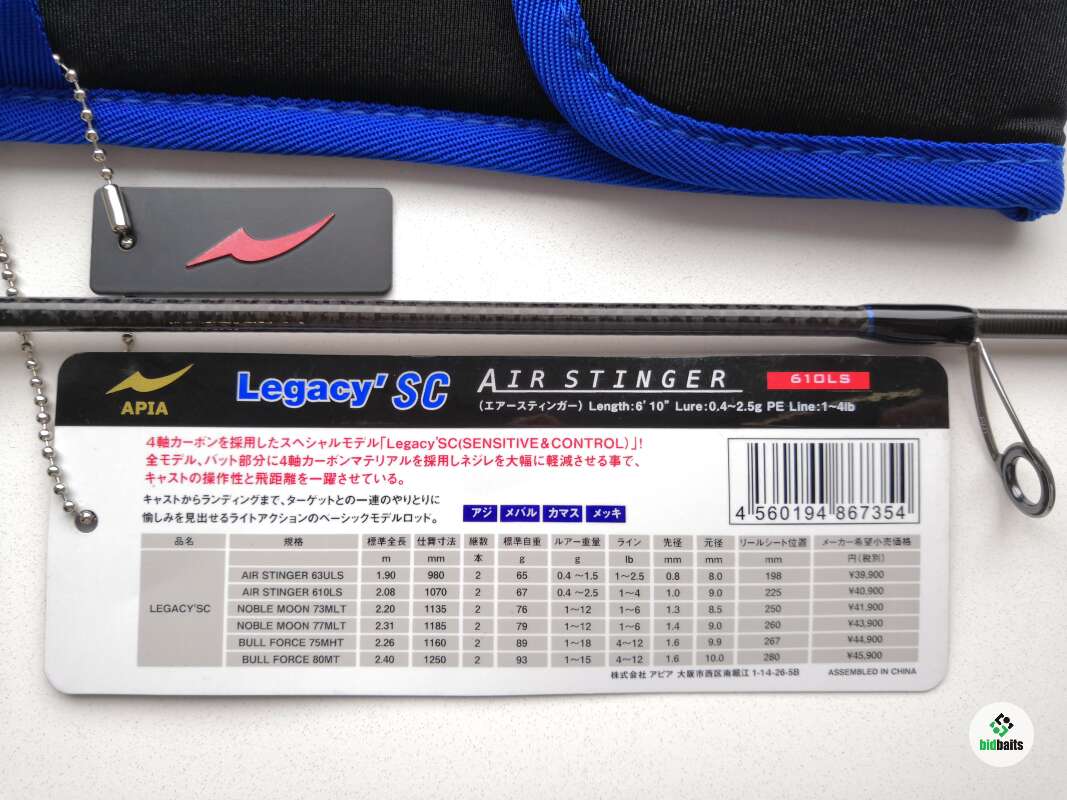 APIA
Legacy' SC AIR STINGER 610LS
(エアースティンガー) Length:6'10" Lure:0.4~2.5g PE Line:1~4lb
4軸カーボンを採用したスペシャルモデル「Legacy'SC(SENSITIVE&CONTROL)」!
全モデル、バット部分に4軸カーボンマテリアルを採用しネジレを大幅に軽減させる事で、
キャストの操作性と飛距離を一躍させている。
キャストからランディングまで、ターゲットとの一連のやりとりに
愉しみを見出せるライトアクションのベーシックモデルロッド。
アジ メバル カマス メッキ
4 560194 867354
品名 規格 標準全長 仕舞寸法 継数 標準自重 ルアー重量 ライン 先径 元径 リールシート位置 メーカー希望小売価格
m mm 本 g g lb mm mm mm 円(税別)
AIR STINGER 63ULS 1.90 980 2 65 0.4~1.5 1~2.5 0.8 8.0 198 ¥39,900
AIR STINGER 610LS 2.08 1070 2 67 0.4~2.5 1~4 1.0 9.0 225 ¥40,900
LEGACY'SC NOBLE MOON 73MLT 2.20 1135 2 76 1~12 1~6 1.3 8.5 250 ¥41,900
NOBLE MOON 77MLT 2.31 1185 2 79 1~12 1~6 1.4 9.0 260 ¥43,900
BULL FORCE 75MHT 2.26 1160 2 89 1~18 4~12 1.6 9.9 267 ¥44,900
BULL FORCE 80MT 2.40 1250 2 93 1~15 4~12 1.6 10.0 280 ¥45,900
株式会社 アピア 大阪市西区南堀江 1-14-26-5B ASSEMBLED IN CHINA
bidbaits